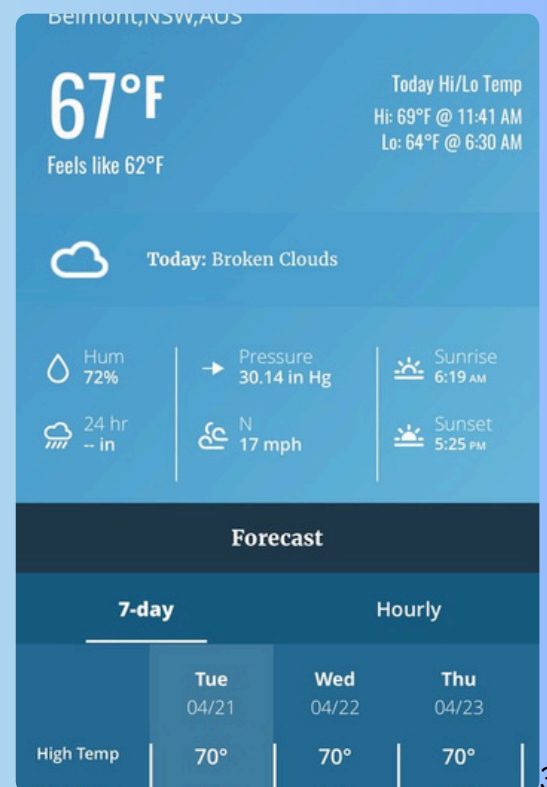 Belmont,NSW,AUS
67°F
Feels like 62°F
Today Hi/Lo Temp
Hi: 69°F @ 11:41 AM
Lo: 64°F @ 6:30 AM
Today: Broken Clouds
Hum
72%
Pressure
30.14 in Hg
Sunrise
6:19 AM
24 hr
-- in
N
17 mph
Sunset
5:25 PM
Forecast
7-day Hourly
Tue Wed Thu
04/21 04/22 04/23
High Temp 70° 70° 70°